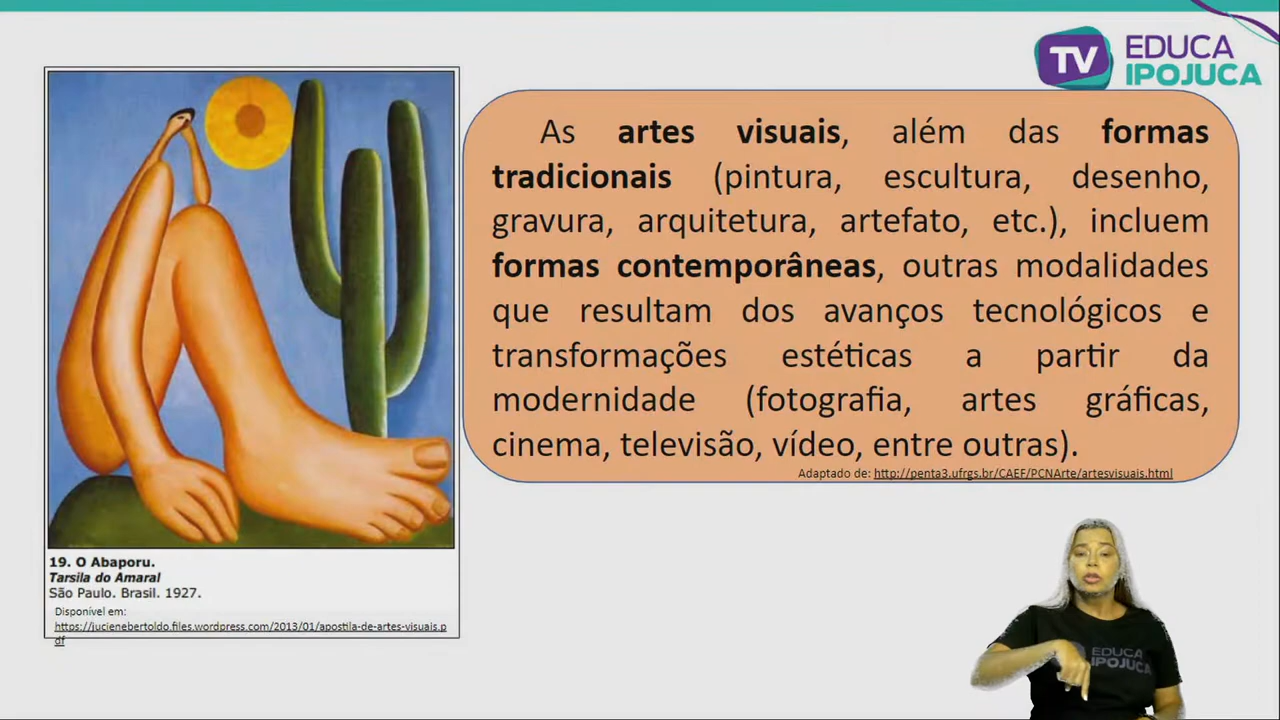 TV EDUCA
IPOJUCA
As artes visuais, além das formas
tradicionais (pintura, escultura, desenho,
gravura, arquitetura, artefato, etc.), incluem
formas contemporâneas, outras modalidades
que resultam dos avanços tecnológicos e
transformações estéticas a partir da
modernidade (fotografia, artes gráficas,
cinema, televisão, vídeo, entre outras).
Adaptado de: http://penta3.ufrgs.br/CAEF/PCNArte/artesvisuais.html
19. O Abaporu.
Tarsila do Amaral
São Paulo. Brasil. 1927.
Disponível em:
https://jucienebertoldo.files.wordpress.com/2013/01/apostila-de-artes-visuais.p
df
EDUCA
IPOJUCA